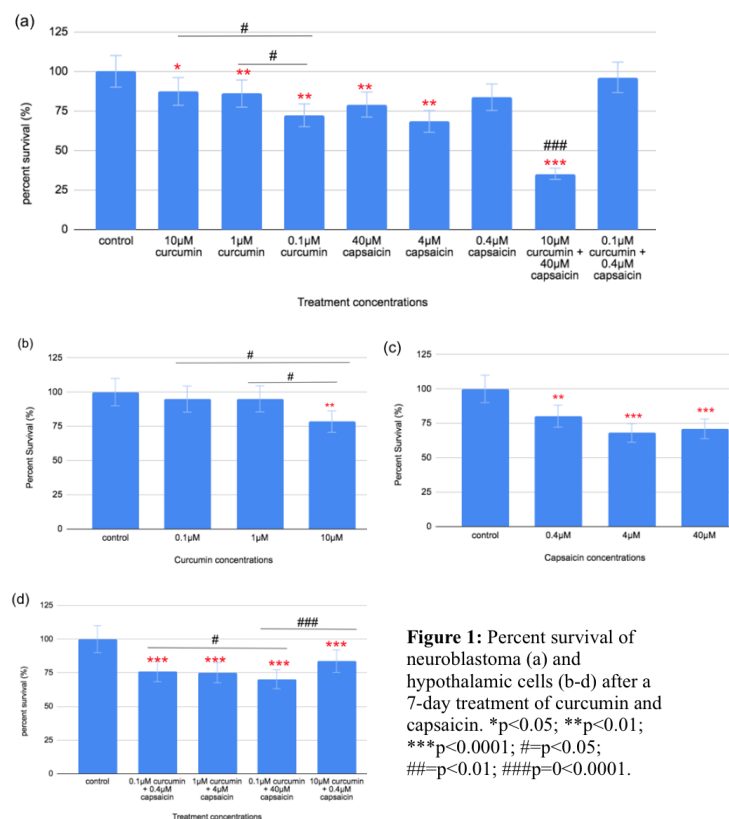 (a)
percent survival (%)
125
100
75
50
25
0
#
#
*
**
**
**
**
###
***
control
10µM curcumin
1µM curcumin
0.1µM curcumin
40µM capsaicin
4µM capsaicin
0.4µM capsaicin
10µM curcumin + 40µM capsaicin
0.1µM curcumin + 0.4µM capsaicin
Treatment concentrations
(b)
Percent Survival (%)
125
100
75
50
25
0
#
#
**
control
0.1µM
1µM
10µM
Curcumin concentrations
(c)
Percent Survival (%)
125
100
75
50
25
0
**
***
***
control
0.4µM
4µM
40µM
Capsaicin concentrations
(d)
percent survival (%)
125
100
75
50
25
0
#
###
***
***
***
***
control
0.1µM curcumin + 0.4µM capsaicin
1µM curcumin + 4µM capsaicin
0.1µM curcumin + 40µM capsaicin
10µM curcumin + 0.4µM capsaicin
Treatment concentrations
Figure 1: Percent survival of
neuroblastoma (a) and
hypothalamic cells (b-d) after a
7-day treatment of curcumin and
capsaicin. *p<0.05; **p<0.01;
***p<0.0001; #=p<0.05;
##=p<0.01; ###p=0<0.0001.